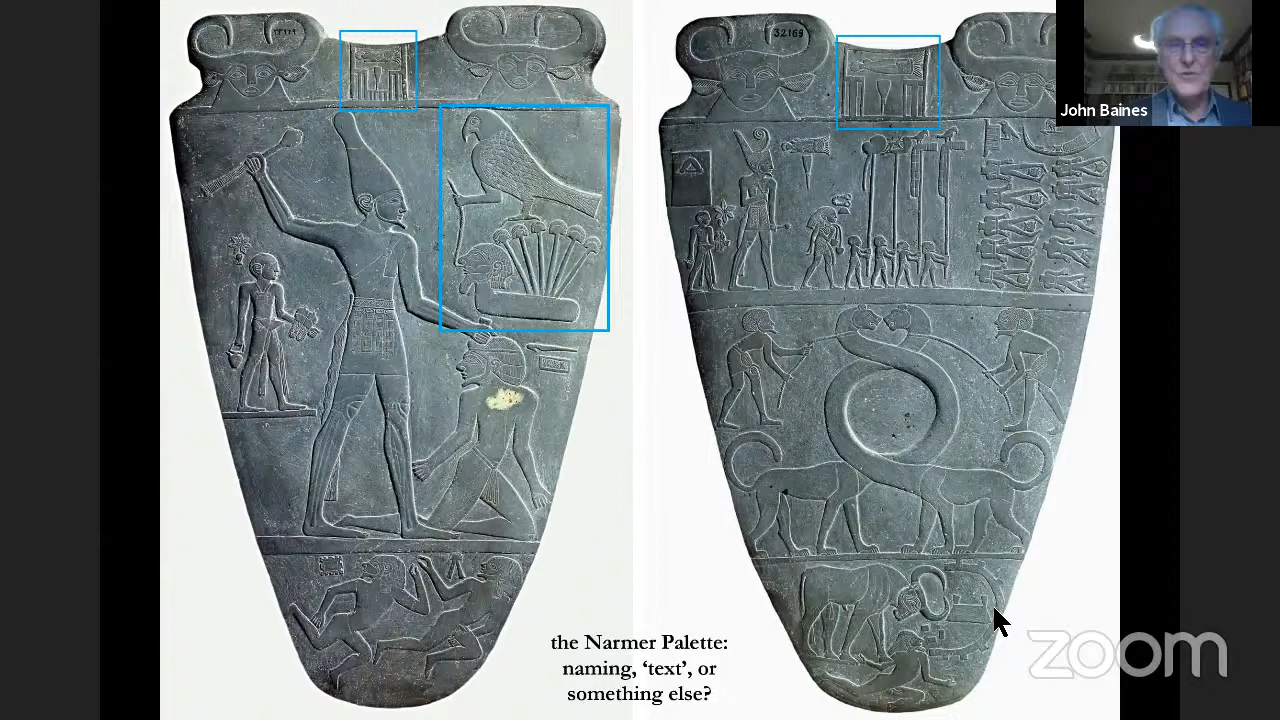 32169
John Baines
the Narmer Palette:
naming, ‘text’, or
something else?
zoom